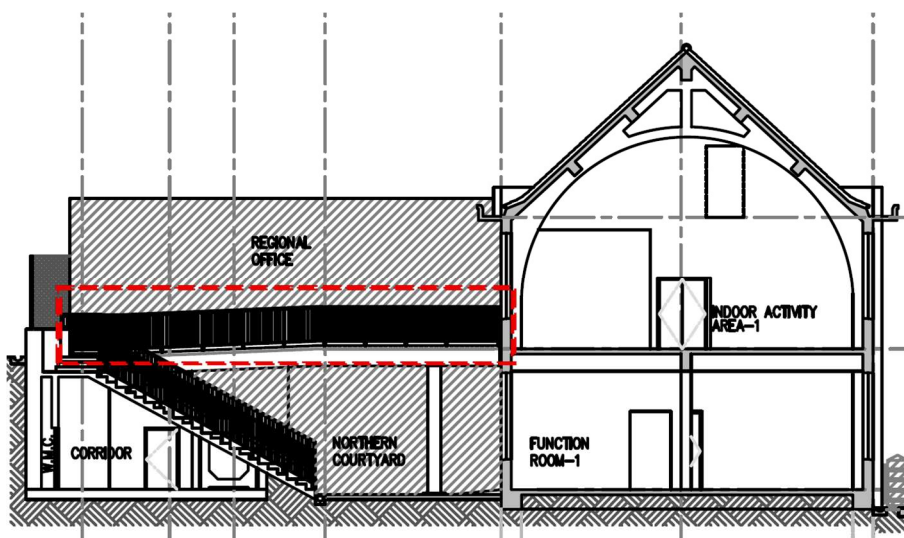 REGIONAL
OFFICE
INDOOR ACTIVITY
AREA-1
W.M.C.
CORRIDOR
NORTHERN
COURTYARD
FUNCTION
ROOM-1